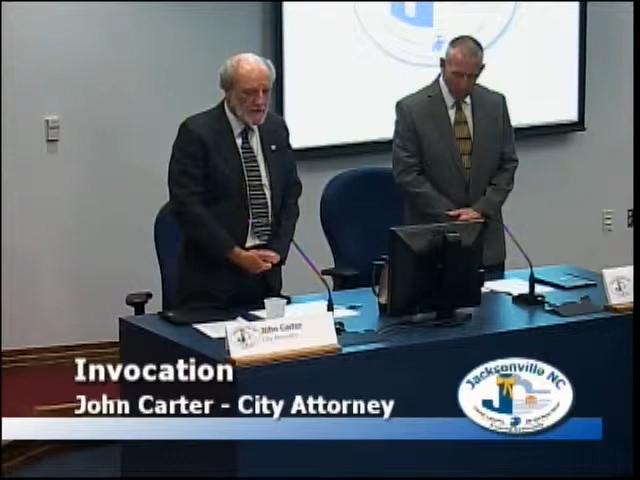 John Carter
City Attorney
Invocation
John Carter - City Attorney
Jacksonville NC